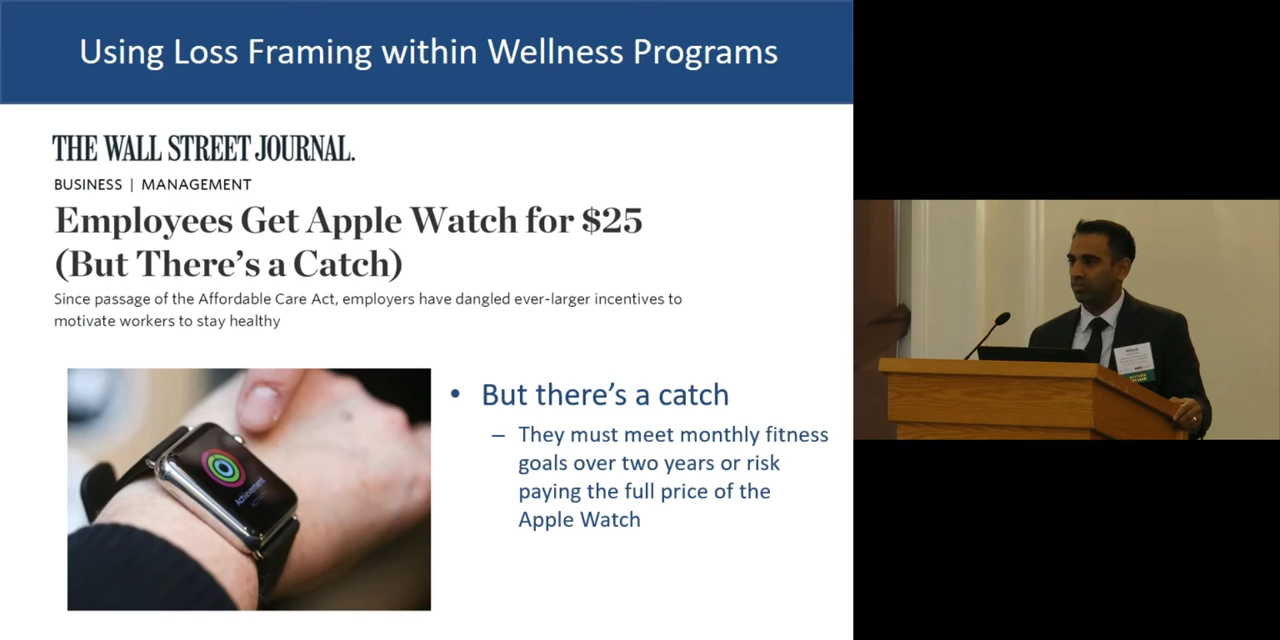 Using Loss Framing within Wellness Programs
THE WALL STREET JOURNAL.
BUSINESS | MANAGEMENT
Employees Get Apple Watch for $25
(But There's a Catch)
Since passage of the Affordable Care Act, employers have dangled ever-larger incentives to
motivate workers to stay healthy
Achievement
• But there's a catch
– They must meet monthly fitness
goals over two years or risk
paying the full price of the
Apple Watch